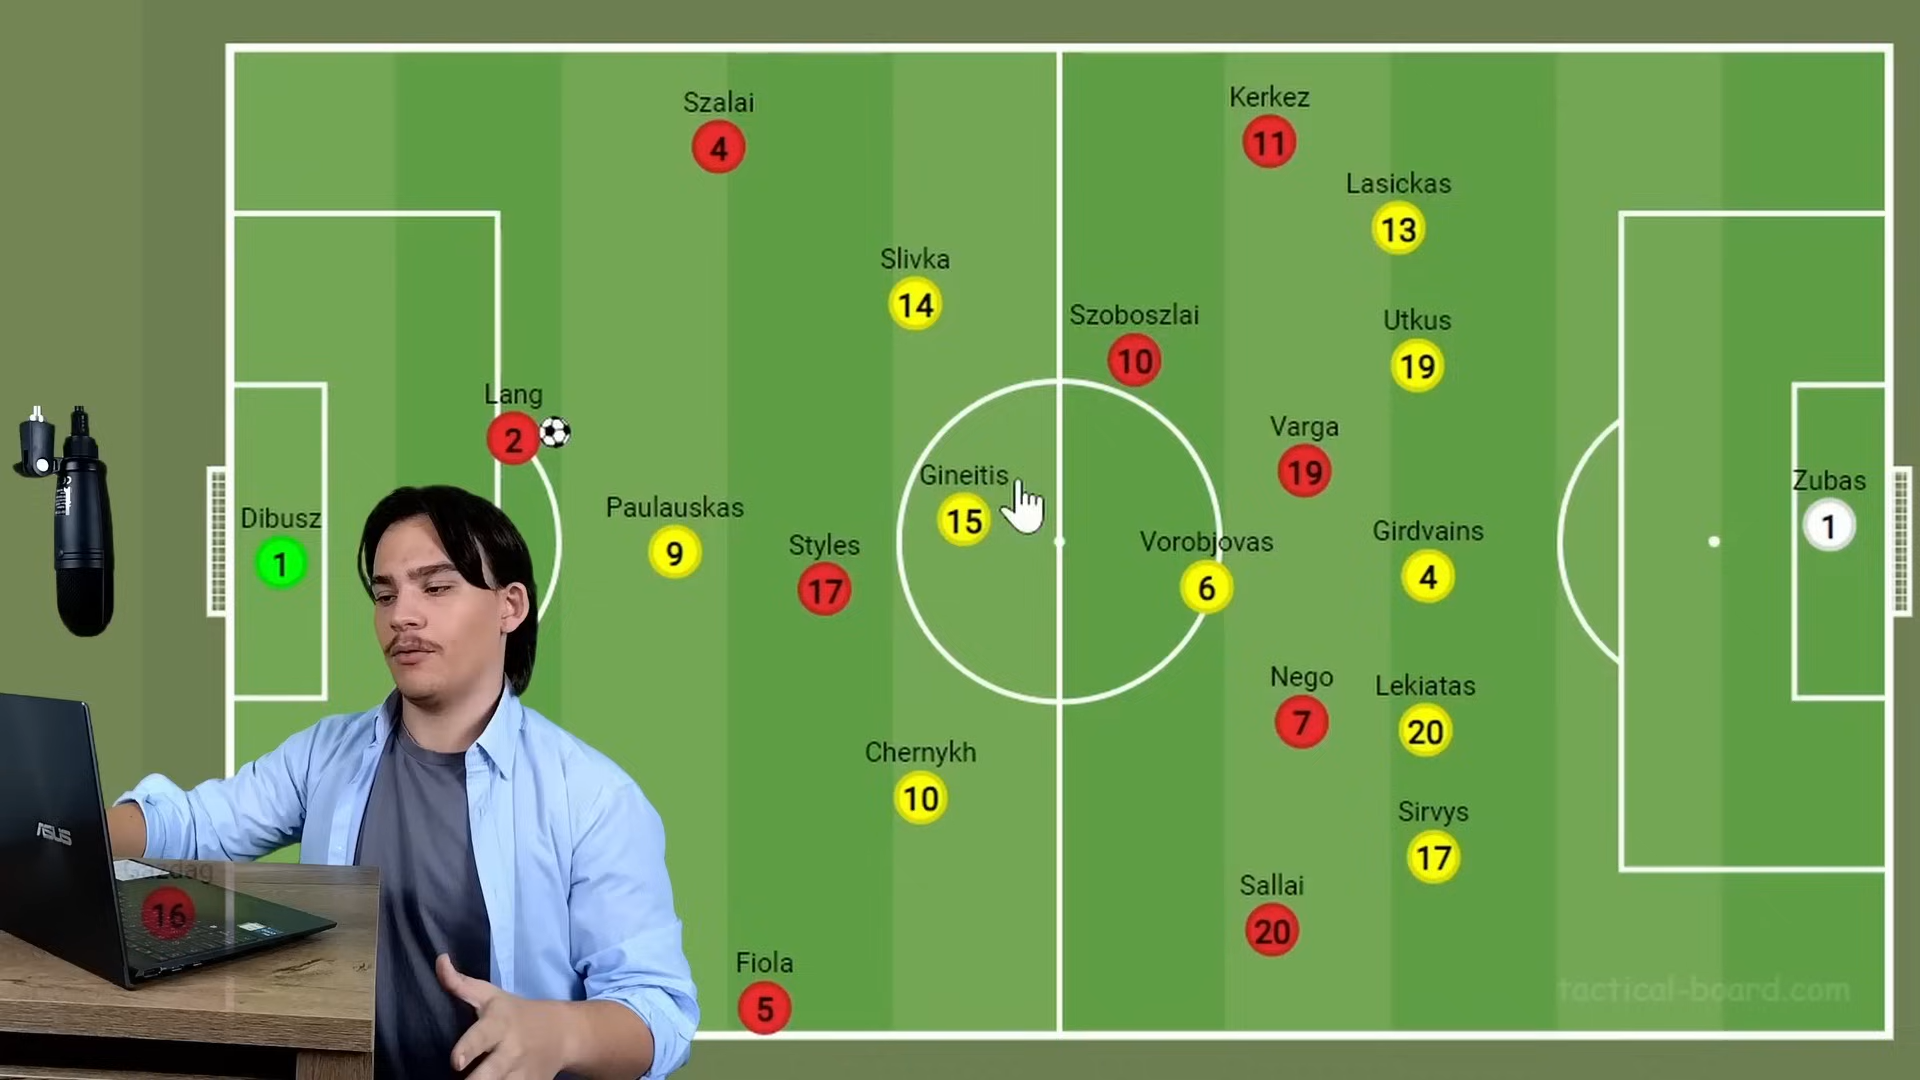 Szalai
4
Kerkez
11
Lasickas
13
Slivka
14
Szoboszlai
10
Utkus
19
Lang
2
Varga
19
Gineitis
15
Zubas
1
Dibusz
1
Paulauskas
9
Styles
17
Vorobjovas
6
Girdvains
4
Nego
7
Lekiatas
20
Chernykh
10
Sirvys
17
ASUS
Gazdag
16
Sallai
20
Fiola
5
tactical-board.com